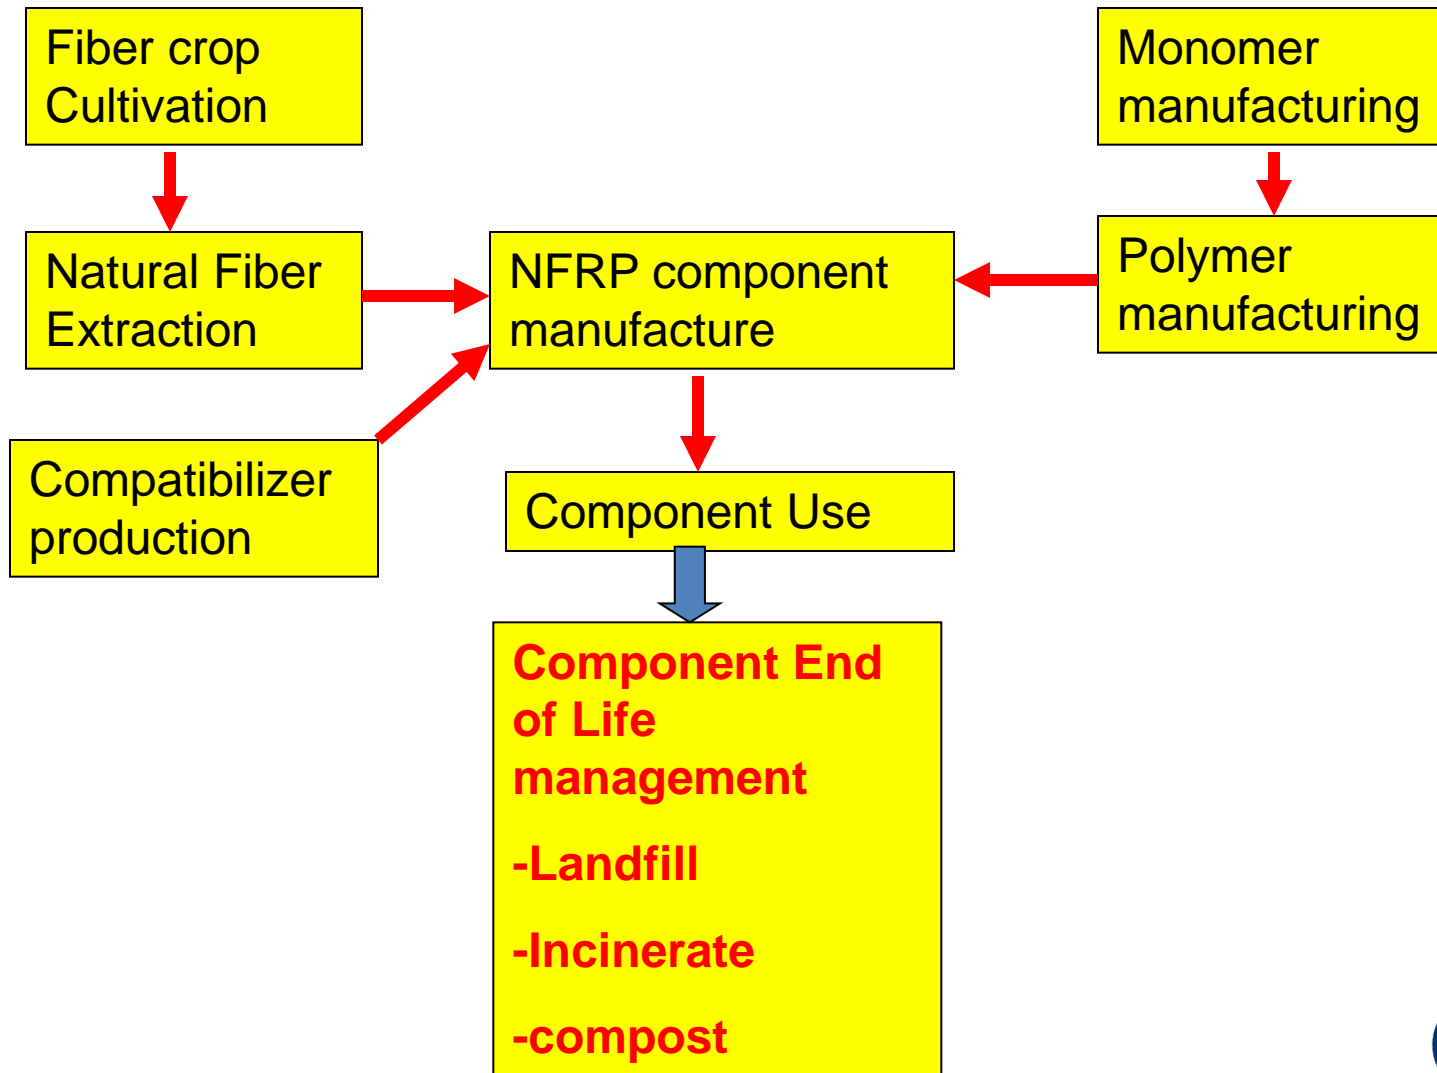 Fiber crop
Cultivation
Monomer
manufacturing
Natural Fiber
Extraction
NFRP component
manufacture
Polymer
manufacturing
Compatibilizer
production
Component Use
Component End
of Life
management
-Landfill
-Incinerate
-compost